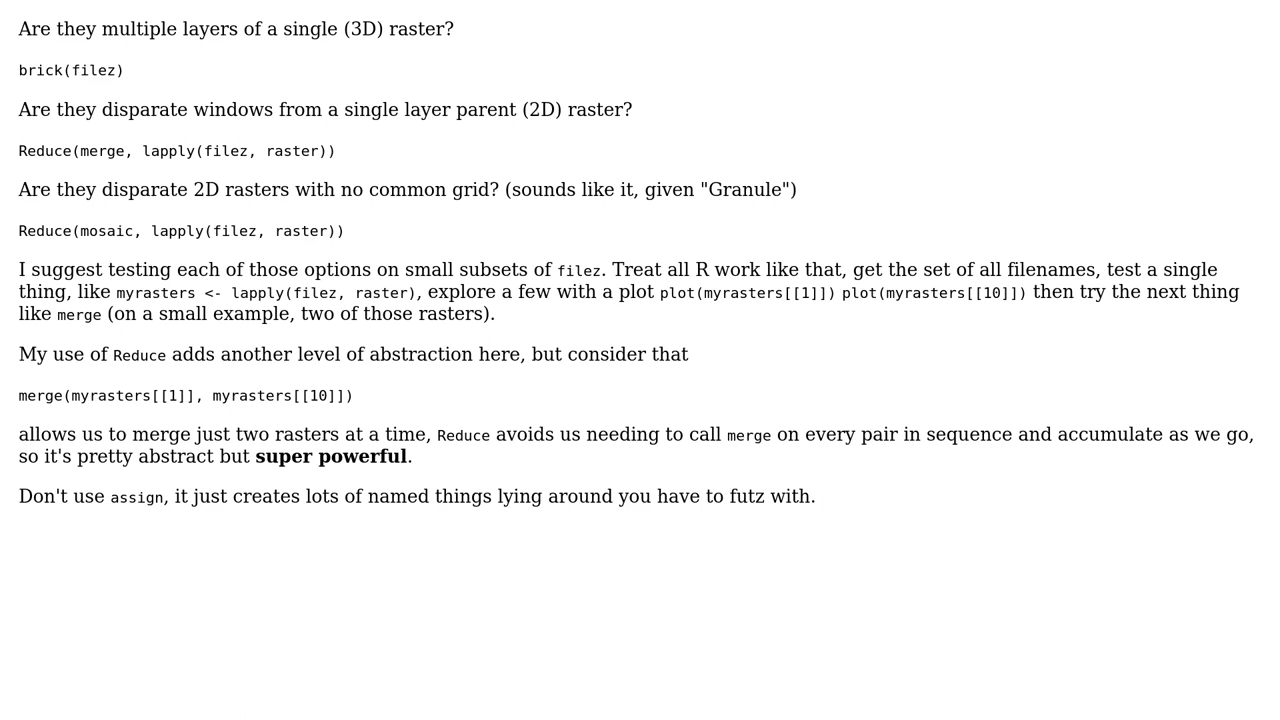 Are they multiple layers of a single (3D) raster?
brick(filez)
Are they disparate windows from a single layer parent (2D) raster?
Reduce(merge, lapply(filez, raster))
Are they disparate 2D rasters with no common grid? (sounds like it, given "Granule")
Reduce(mosaic, lapply(filez, raster))
I suggest testing each of those options on small subsets of filez. Treat all R work like that, get the set of all filenames, test a single
thing, like myrasters <- lapply(filez, raster), explore a few with a plot plot(myrasters[[1]]) plot(myrasters[[10]]) then try the next thing
like merge (on a small example, two of those rasters).
My use of Reduce adds another level of abstraction here, but consider that
merge(myrasters[[1]], myrasters[[10]])
allows us to merge just two rasters at a time, Reduce avoids us needing to call merge on every pair in sequence and accumulate as we go,
so it's pretty abstract but super powerful.
Don't use assign, it just creates lots of named things lying around you have to futz with.